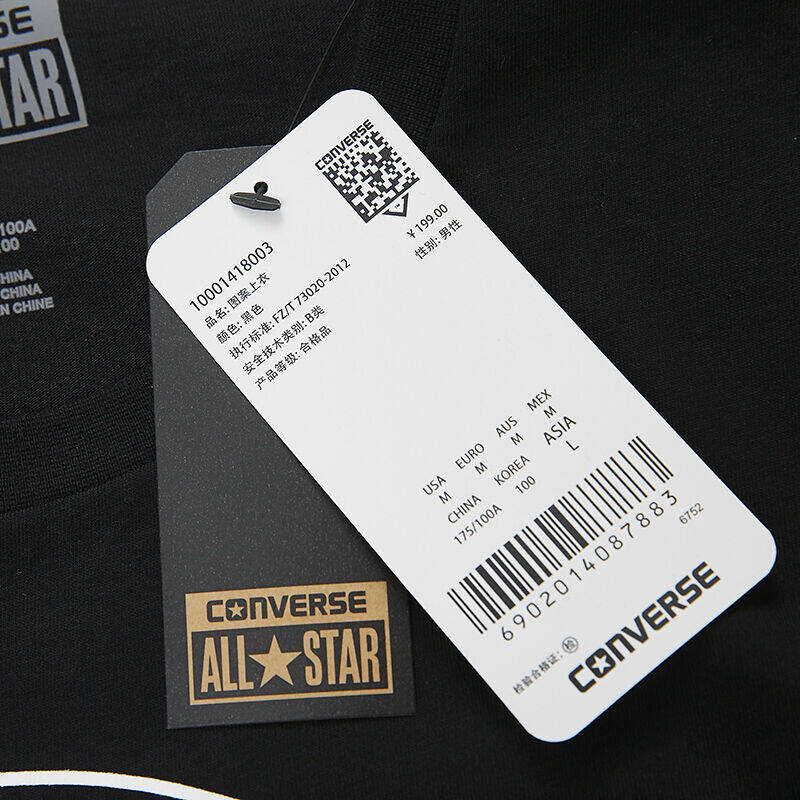 SE
TAR
100A
00
HINA
CHINA
N CHINE
CONVERSE
¥ 199.00
性别: 男性
10001418003
品名: 图案上衣
颜色: 黑色
执行标准: FZ/T 73020-2012
安全技术类别: B类
产品等级: 合格品
USA EURO AUS MEX
M M M M
CHINA KOREA ASIA
175/100A 100 L
6902014087883
6752
检验合格证: 检
CONVERSE
CONVERSE
ALL★STAR